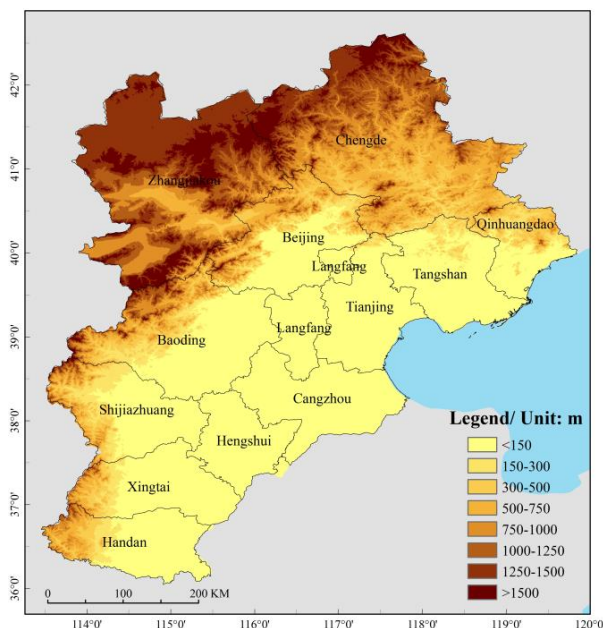 42°0'
41°0'
40°0'
39°0'
38°0'
37°0'
36°0'
Chengde
Zhangjiakou
Qinhuangdao
Beijing
Langfang
Tangshan
Tianjing
Langfang
Baoding
Cangzhou
Shijiazhuang
Hengshui
Xingtai
Handan
Legend/ Unit: m
<150
150-300
300-500
500-750
750-1000
1000-1250
1250-1500
>1500
0 100 200 KM
114°0' 115°0' 116°0' 117°0' 118°0' 119°0' 120°0'